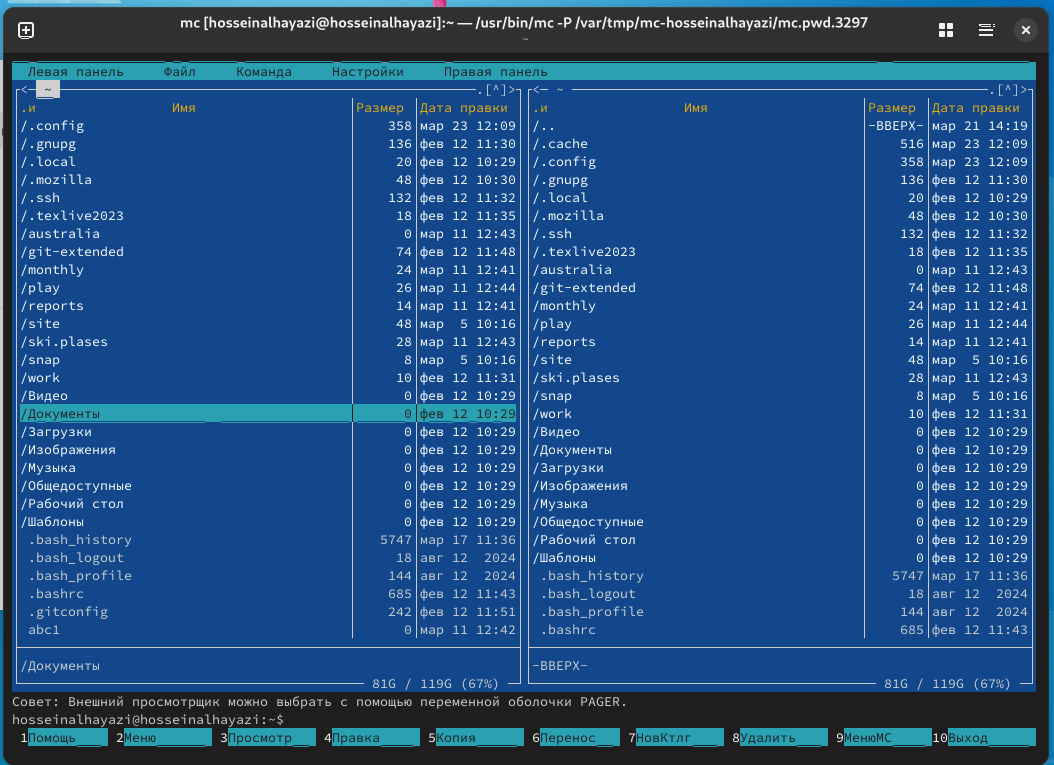 mc [hosseinalhayazi@hosseinalhayazi]:~ — /usr/bin/mc -P /var/tmp/mc-hosseinalhayazi/mc.pwd.3297
~
Левая панель Файл Команда Настройки Правая панель
<─ ~ .[^]> <─ ~ .[^]>
.и Имя Размер Дата правки .и Имя Размер Дата правки
/.config 358 мар 23 12:09 /.. -ВВЕРХ- мар 21 14:19
/.gnupg 136 фев 12 11:30 /.cache 516 мар 23 12:09
/.local 20 фев 12 10:29 /.config 358 мар 23 12:09
/.mozilla 48 фев 12 10:30 /.gnupg 136 фев 12 11:30
/.ssh 132 фев 12 11:32 /.local 20 фев 12 10:29
/.texlive2023 18 фев 12 11:35 /.mozilla 48 фев 12 10:30
/australia 0 мар 11 12:43 /.ssh 132 фев 12 11:32
/git-extended 74 фев 12 11:48 /.texlive2023 18 фев 12 11:35
/monthly 24 мар 11 12:41 /australia 0 мар 11 12:43
/play 26 мар 11 12:44 /git-extended 74 фев 12 11:48
/reports 14 мар 11 12:41 /monthly 24 мар 11 12:41
/site 48 мар 5 10:16 /play 26 мар 11 12:44
/ski.plases 28 мар 11 12:43 /reports 14 мар 11 12:41
/snap 8 мар 5 10:16 /site 48 мар 5 10:16
/work 10 фев 12 11:31 /ski.plases 28 мар 11 12:43
/Видео 0 фев 12 10:29 /snap 8 мар 5 10:16
/Документы 0 фев 12 10:29 /work 10 фев 12 11:31
/Загрузки 0 фев 12 10:29 /Видео 0 фев 12 10:29
/Изображения 0 фев 12 10:29 /Документы 0 фев 12 10:29
/Музыка 0 фев 12 10:29 /Загрузки 0 фев 12 10:29
/Общедоступные 0 фев 12 10:29 /Изображения 0 фев 12 10:29
/Рабочий стол 0 фев 12 10:29 /Музыка 0 фев 12 10:29
/Шаблоны 0 фев 12 10:29 /Общедоступные 0 фев 12 10:29
.bash_history 5747 мар 17 11:36 /Рабочий стол 0 фев 12 10:29
.bash_logout 18 авг 12 2024 /Шаблоны 0 фев 12 10:29
.bash_profile 144 авг 12 2024 .bash_history 5747 мар 17 11:36
.bashrc 685 фев 12 11:43 .bash_logout 18 авг 12 2024
.gitconfig 242 фев 12 11:51 .bash_profile 144 авг 12 2024
abc1 0 мар 11 12:42 .bashrc 685 фев 12 11:43
/Документы -ВВЕРХ-
81G / 119G (67%) 81G / 119G (67%)
Совет: Внешний просмотрщик можно выбрать с помощью переменной оболочки PAGER.
hosseinalhayazi@hosseinalhayazi:~$
1Помощь 2Меню 3Просмотр 4Правка 5Копия 6Перенос 7НовКтлг 8Удалить 9МенюMC 10Выход